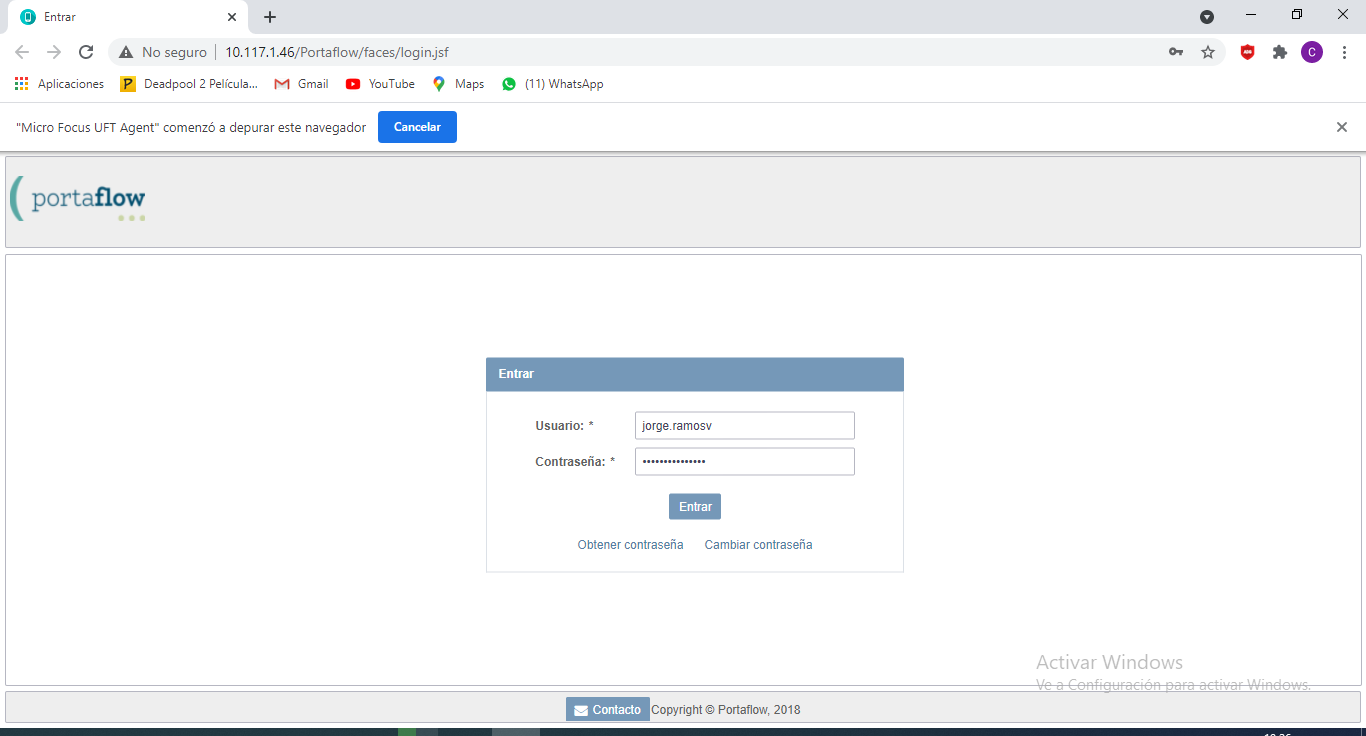 Entrar
No seguro
10.117.1.46/Portaflow/faces/login.jsf
C
Aplicaciones
Deadpool 2 Película...
Gmail
YouTube
Maps
(11) WhatsApp
"Micro Focus UFT Agent" comenzó a depurar este navegador
Cancelar
portaflow
Entrar
Usuario: *
jorge.ramosv
Contraseña: *
•••••••••••••••
Entrar
Obtener contraseña
Cambiar contraseña
Activar Windows
Ve a Configuración para activar Windows.
Contacto
Copyright © Portaflow, 2018